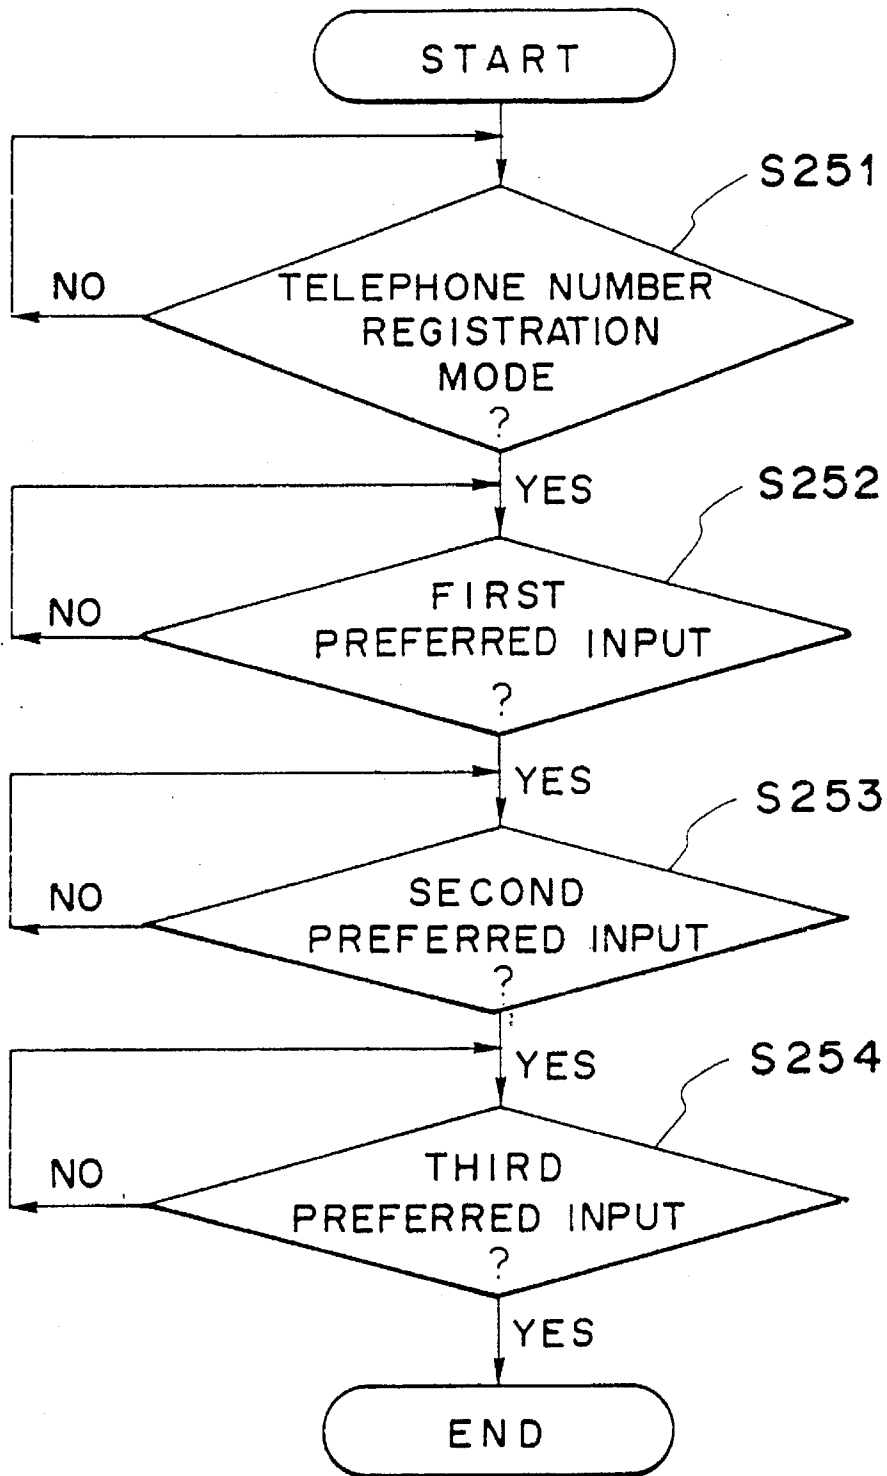 START
S251
NO
TELEPHONE NUMBER
REGISTRATION
MODE
?
YES
S252
NO
FIRST
PREFERRED INPUT
?
YES
S253
NO
SECOND
PREFERRED INPUT
?
YES
S254
NO
THIRD
PREFERRED INPUT
?
YES
END